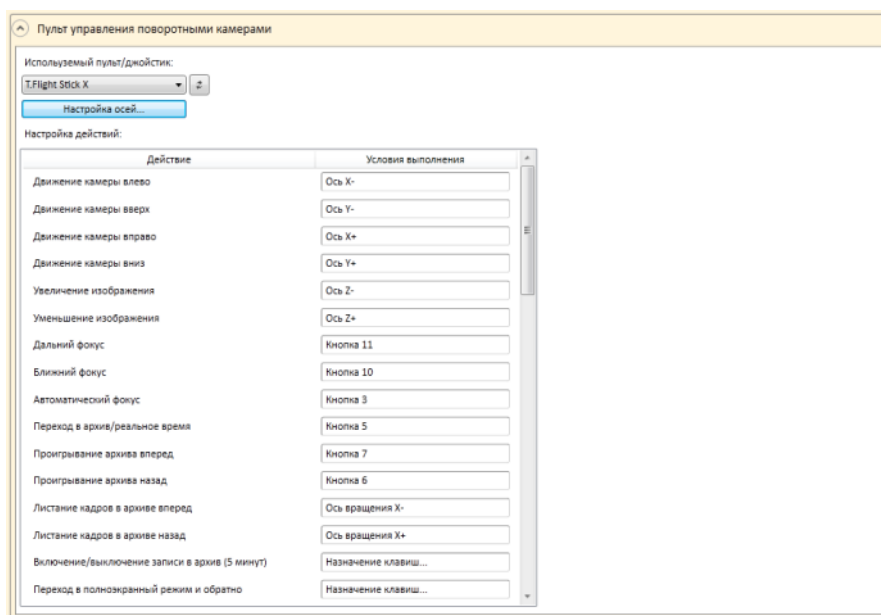 Пульт управления поворотными камерами
Используемый пульт/джойстик:
T.Flight Stick X
Настройка осей...
Настройка действий:
Действие Условия выполнения
Движение камеры влево Ось X-
Движение камеры вверх Ось Y-
Движение камеры вправо Ось X+
Движение камеры вниз Ось Y+
Увеличение изображения Ось Z-
Уменьшение изображения Ось Z+
Дальний фокус Кнопка 11
Ближний фокус Кнопка 10
Автоматический фокус Кнопка 3
Переход в архив/реальное время Кнопка 5
Проигрывание архива вперед Кнопка 7
Проигрывание архива назад Кнопка 6
Листание кадров в архиве вперед Ось вращения X-
Листание кадров в архиве назад Ось вращения X+
Включение/выключение записи в архив (5 минут) Назначение клавиш...
Переход в полноэкранный режим и обратно Назначение клавиш...